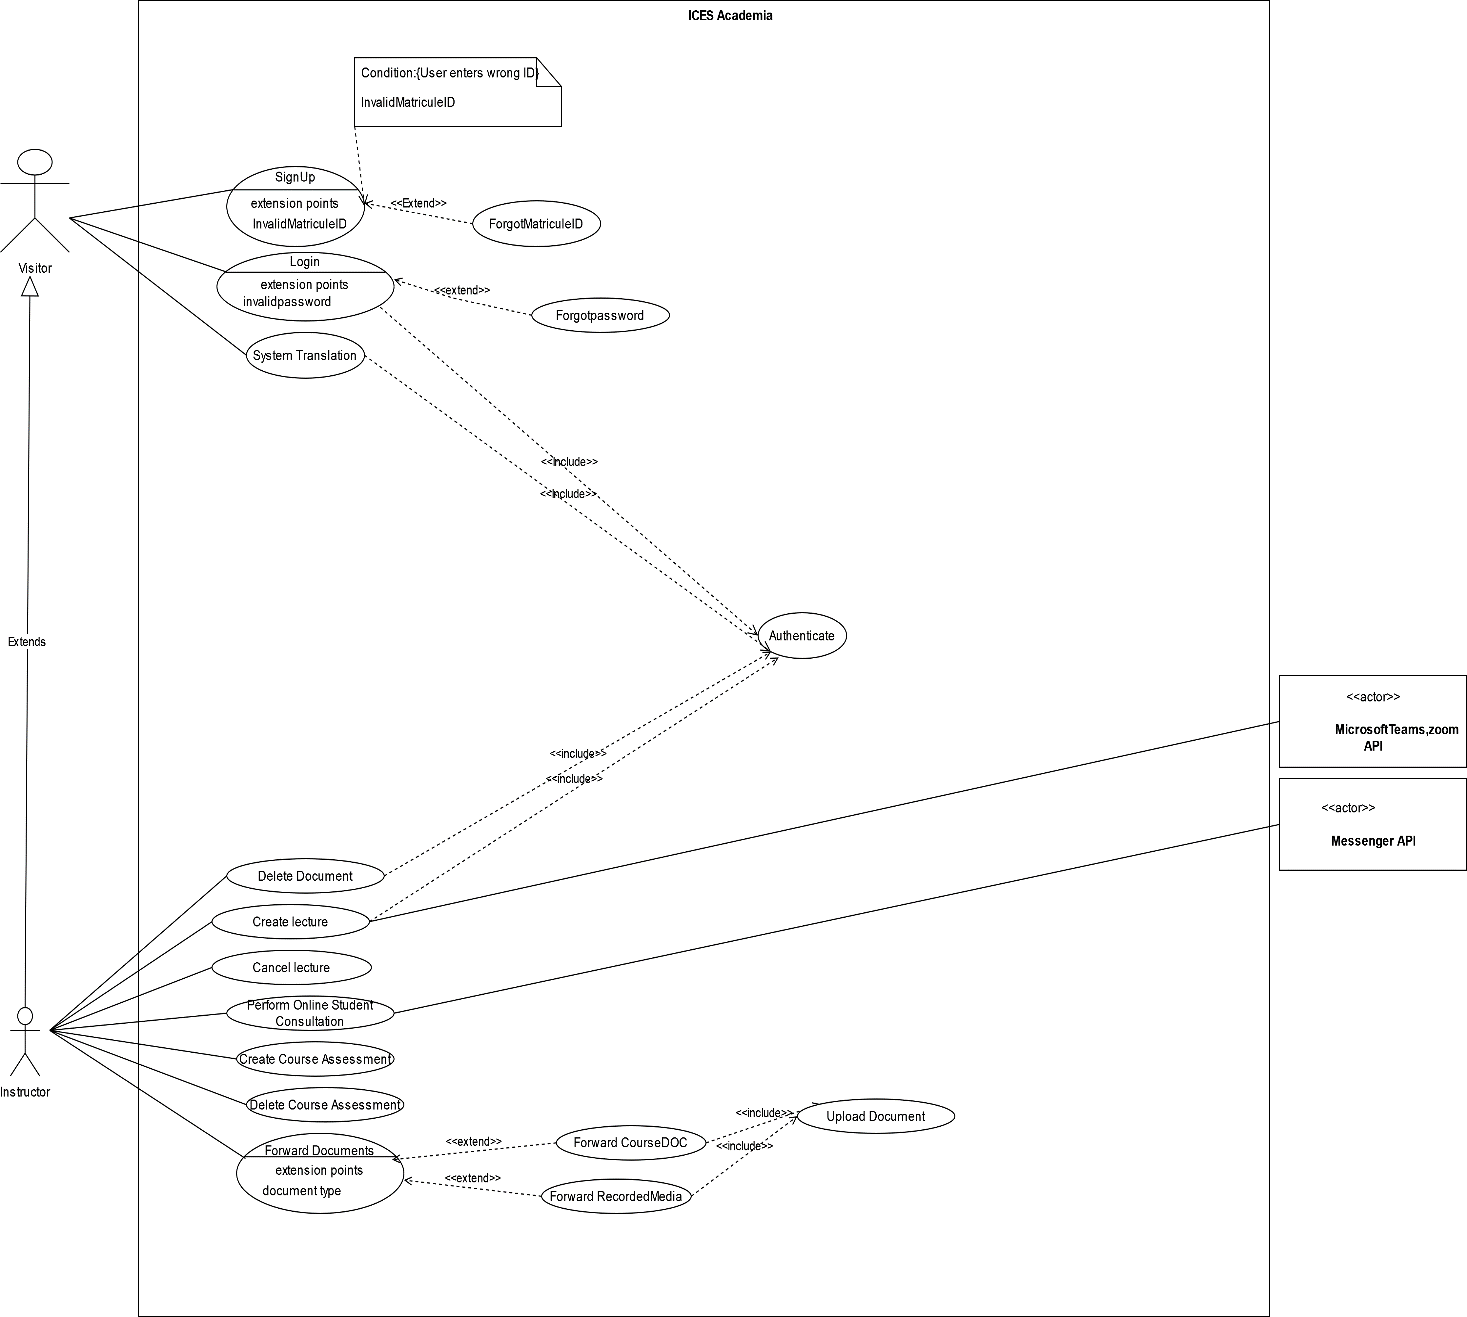 ICES Academia
Condition:{User enters wrong ID}
InvalidMatriculeID
SignUp
extension points
InvalidMatriculeID
<<Extend>>
ForgotMatriculeID
Visitor
Login
extension points
invalidpassword
<<extend>>
Forgotpassword
System Translation
<<include>>
<<include>>
Authenticate
Extends
<<actor>>
MicrosoftTeams,zoom
API
<<include>>
<<include>>
<<actor>>
Messenger API
Delete Document
Create lecture
Cancel lecture
Perform Online Student
Consultation
Create Course Assessment
Instructor
Delete Course Assessment
Forward Documents
extension points
document type
<<extend>>
Forward CourseDOC
<<include>>
Upload Document
<<include>>
<<extend>>
Forward RecordedMedia